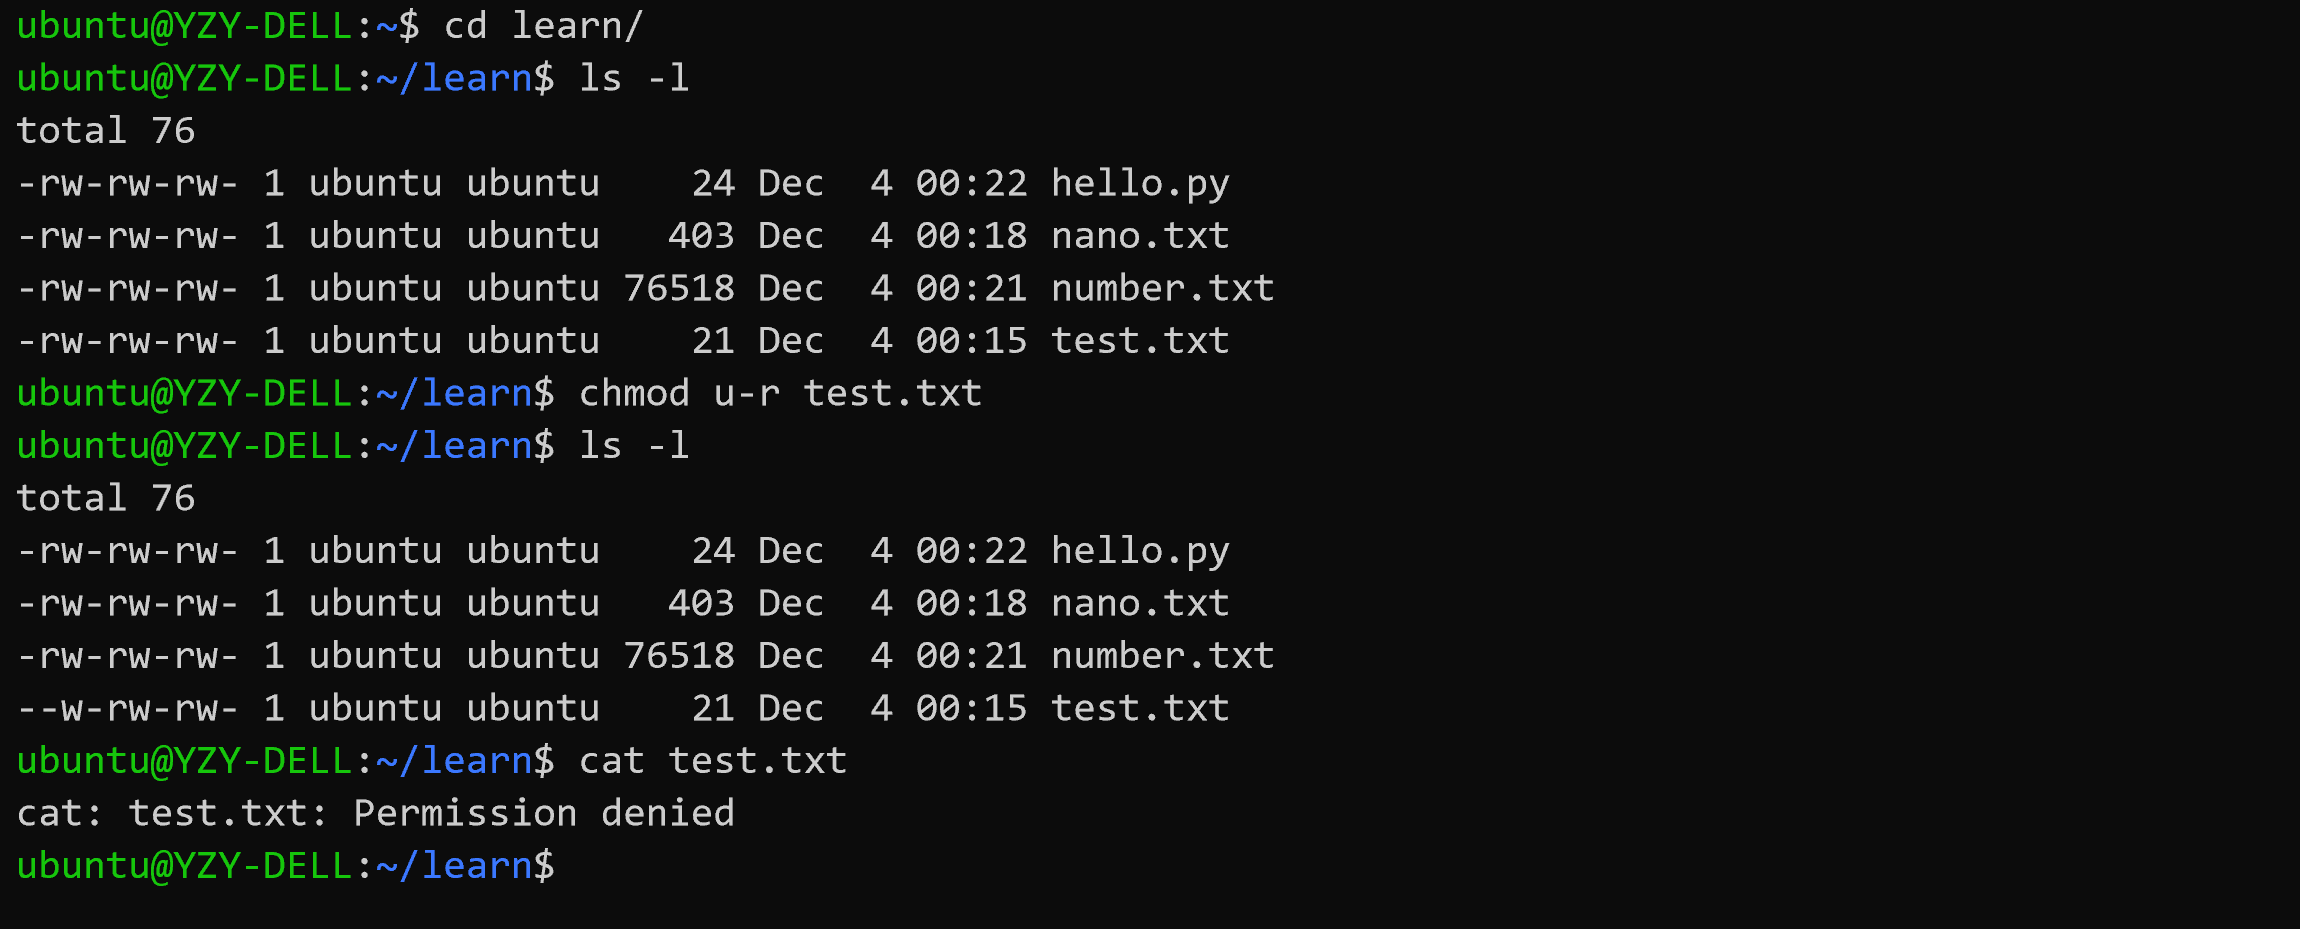 ubuntu@YZY-DELL:~$ cd learn/
ubuntu@YZY-DELL:~/learn$ ls -l
total 76
-rw-rw-rw- 1 ubuntu ubuntu    24 Dec  4 00:22 hello.py
-rw-rw-rw- 1 ubuntu ubuntu   403 Dec  4 00:18 nano.txt
-rw-rw-rw- 1 ubuntu ubuntu 76518 Dec  4 00:21 number.txt
-rw-rw-rw- 1 ubuntu ubuntu    21 Dec  4 00:15 test.txt
ubuntu@YZY-DELL:~/learn$ chmod u-r test.txt
ubuntu@YZY-DELL:~/learn$ ls -l
total 76
-rw-rw-rw- 1 ubuntu ubuntu    24 Dec  4 00:22 hello.py
-rw-rw-rw- 1 ubuntu ubuntu   403 Dec  4 00:18 nano.txt
-rw-rw-rw- 1 ubuntu ubuntu 76518 Dec  4 00:21 number.txt
--w-rw-rw- 1 ubuntu ubuntu    21 Dec  4 00:15 test.txt
ubuntu@YZY-DELL:~/learn$ cat test.txt
cat: test.txt: Permission denied
ubuntu@YZY-DELL:~/learn$